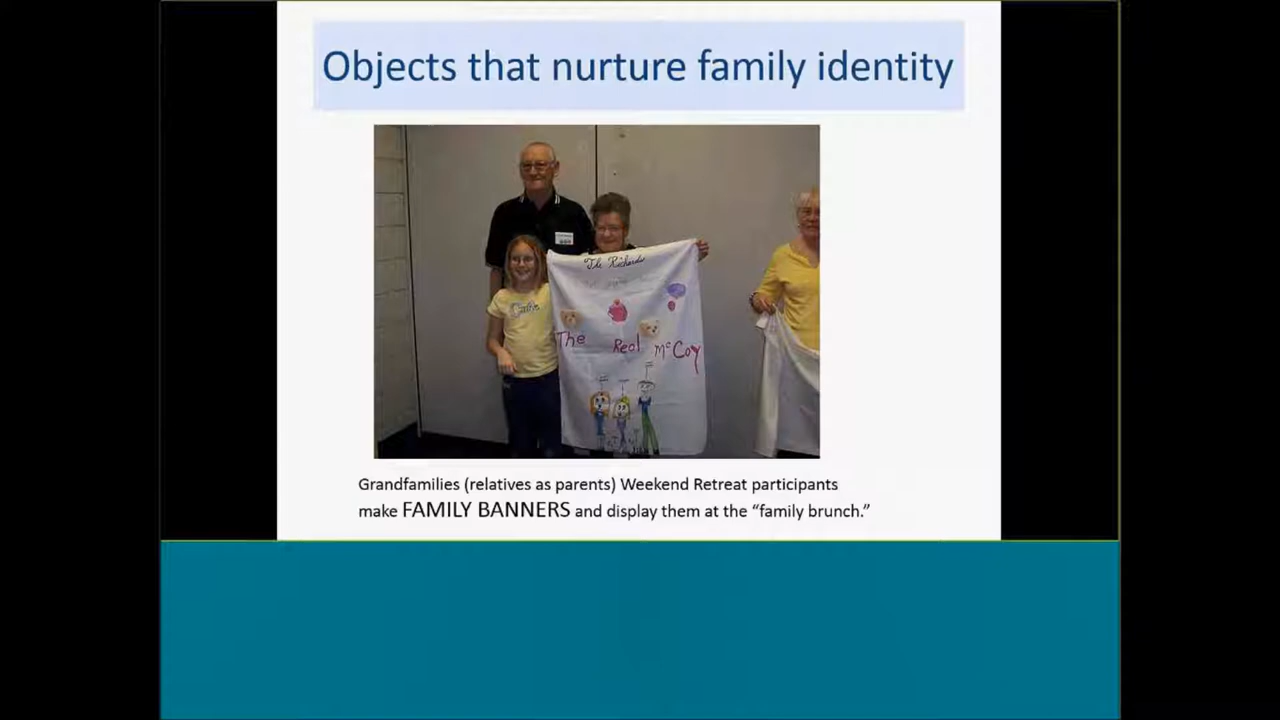 Objects that nurture family identity
The Richards
The Real McCoy
Grandfamilies (relatives as parents) Weekend Retreat participants
make FAMILY BANNERS and display them at the “family brunch.”